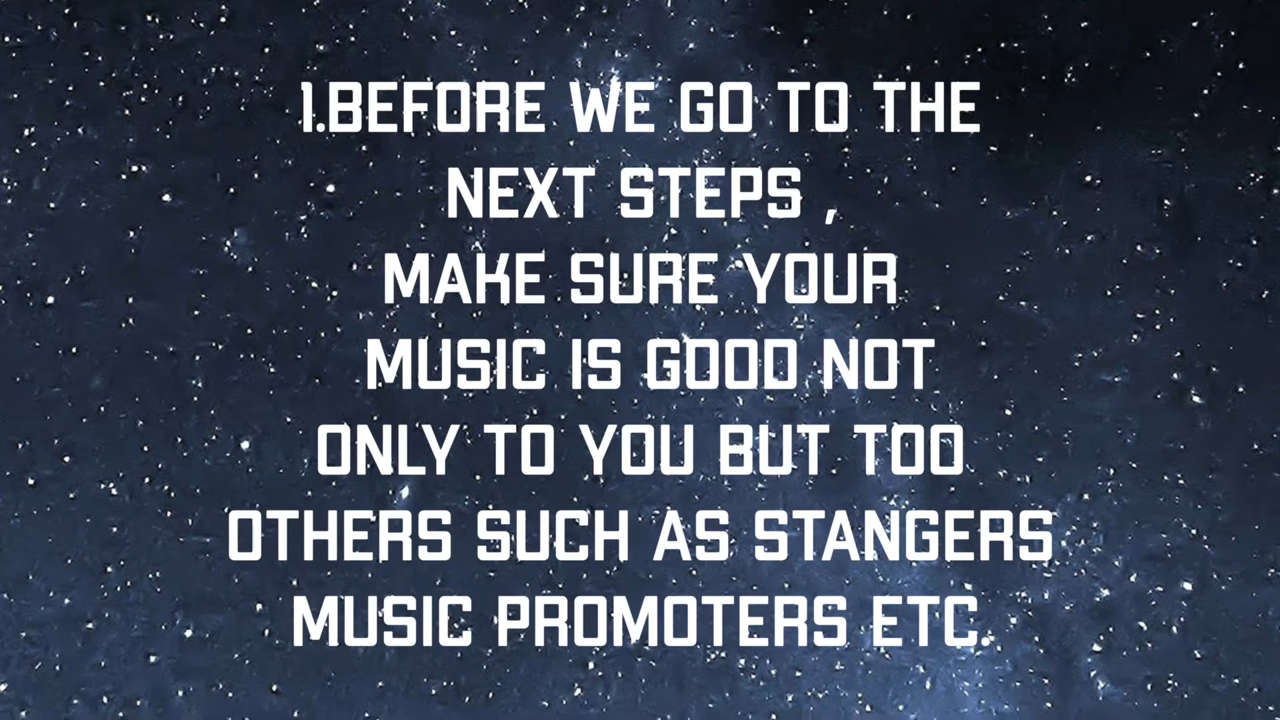 1.BEFORE WE GO TO THE
NEXT STEPS ,
MAKE SURE YOUR
MUSIC IS GOOD NOT
ONLY TO YOU BUT TOO
OTHERS SUCH AS STANGERS
MUSIC PROMOTERS ETC.